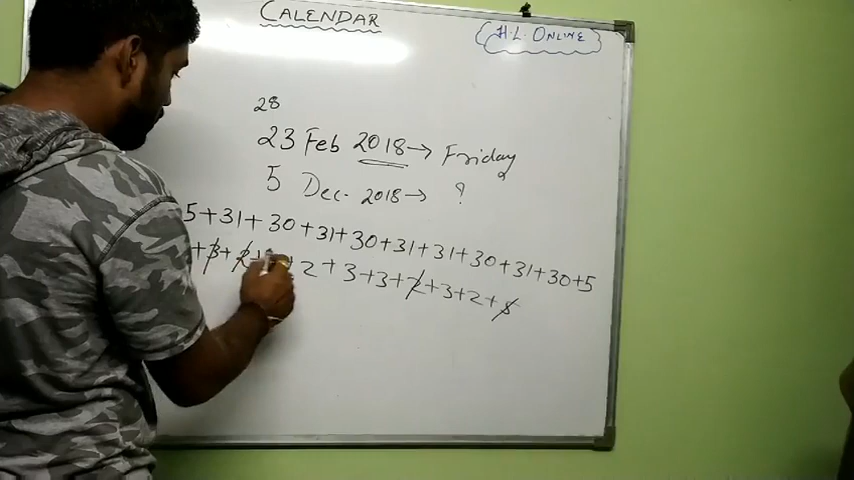 CALENDAR
H.L. ONLINE
28
23 Feb 2018 → Friday
5 Dec. 2018 → ?
5+31+30+31+30+31+31+30+31+30+5
+3+2+ +2+3+3+2+3+2+5